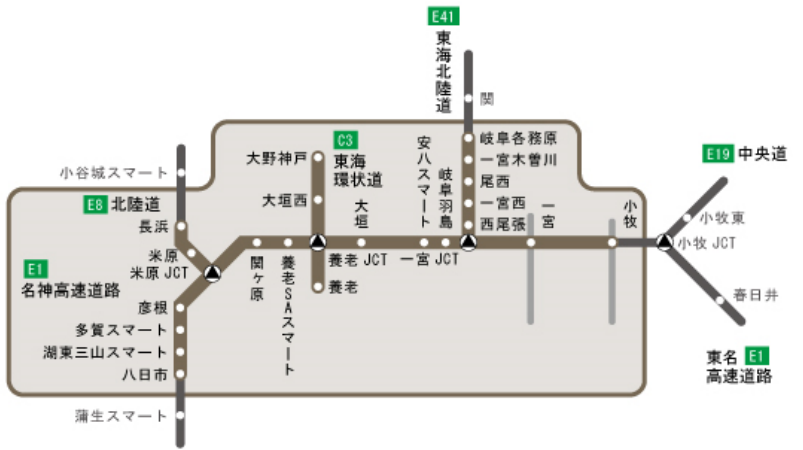 E41
東海北陸道
関
小谷城スマート
E8 北陸道
長浜
米原
米原 JCT
E1
名神高速道路
彦根
多賀スマート
湖東三山スマート
八日市
蒲生スマート
関ヶ原
養老SAスマート
大野神戸
大垣西
C3
東海
環状道
大垣
養老 JCT
養老
安八スマート
岐阜羽島
一宮 JCT
岐阜各務原
一宮木曽川
尾西
一宮西
西尾張
一宮
小牧
E19 中央道
小牧東
小牧 JCT
春日井
東名 E1
高速道路